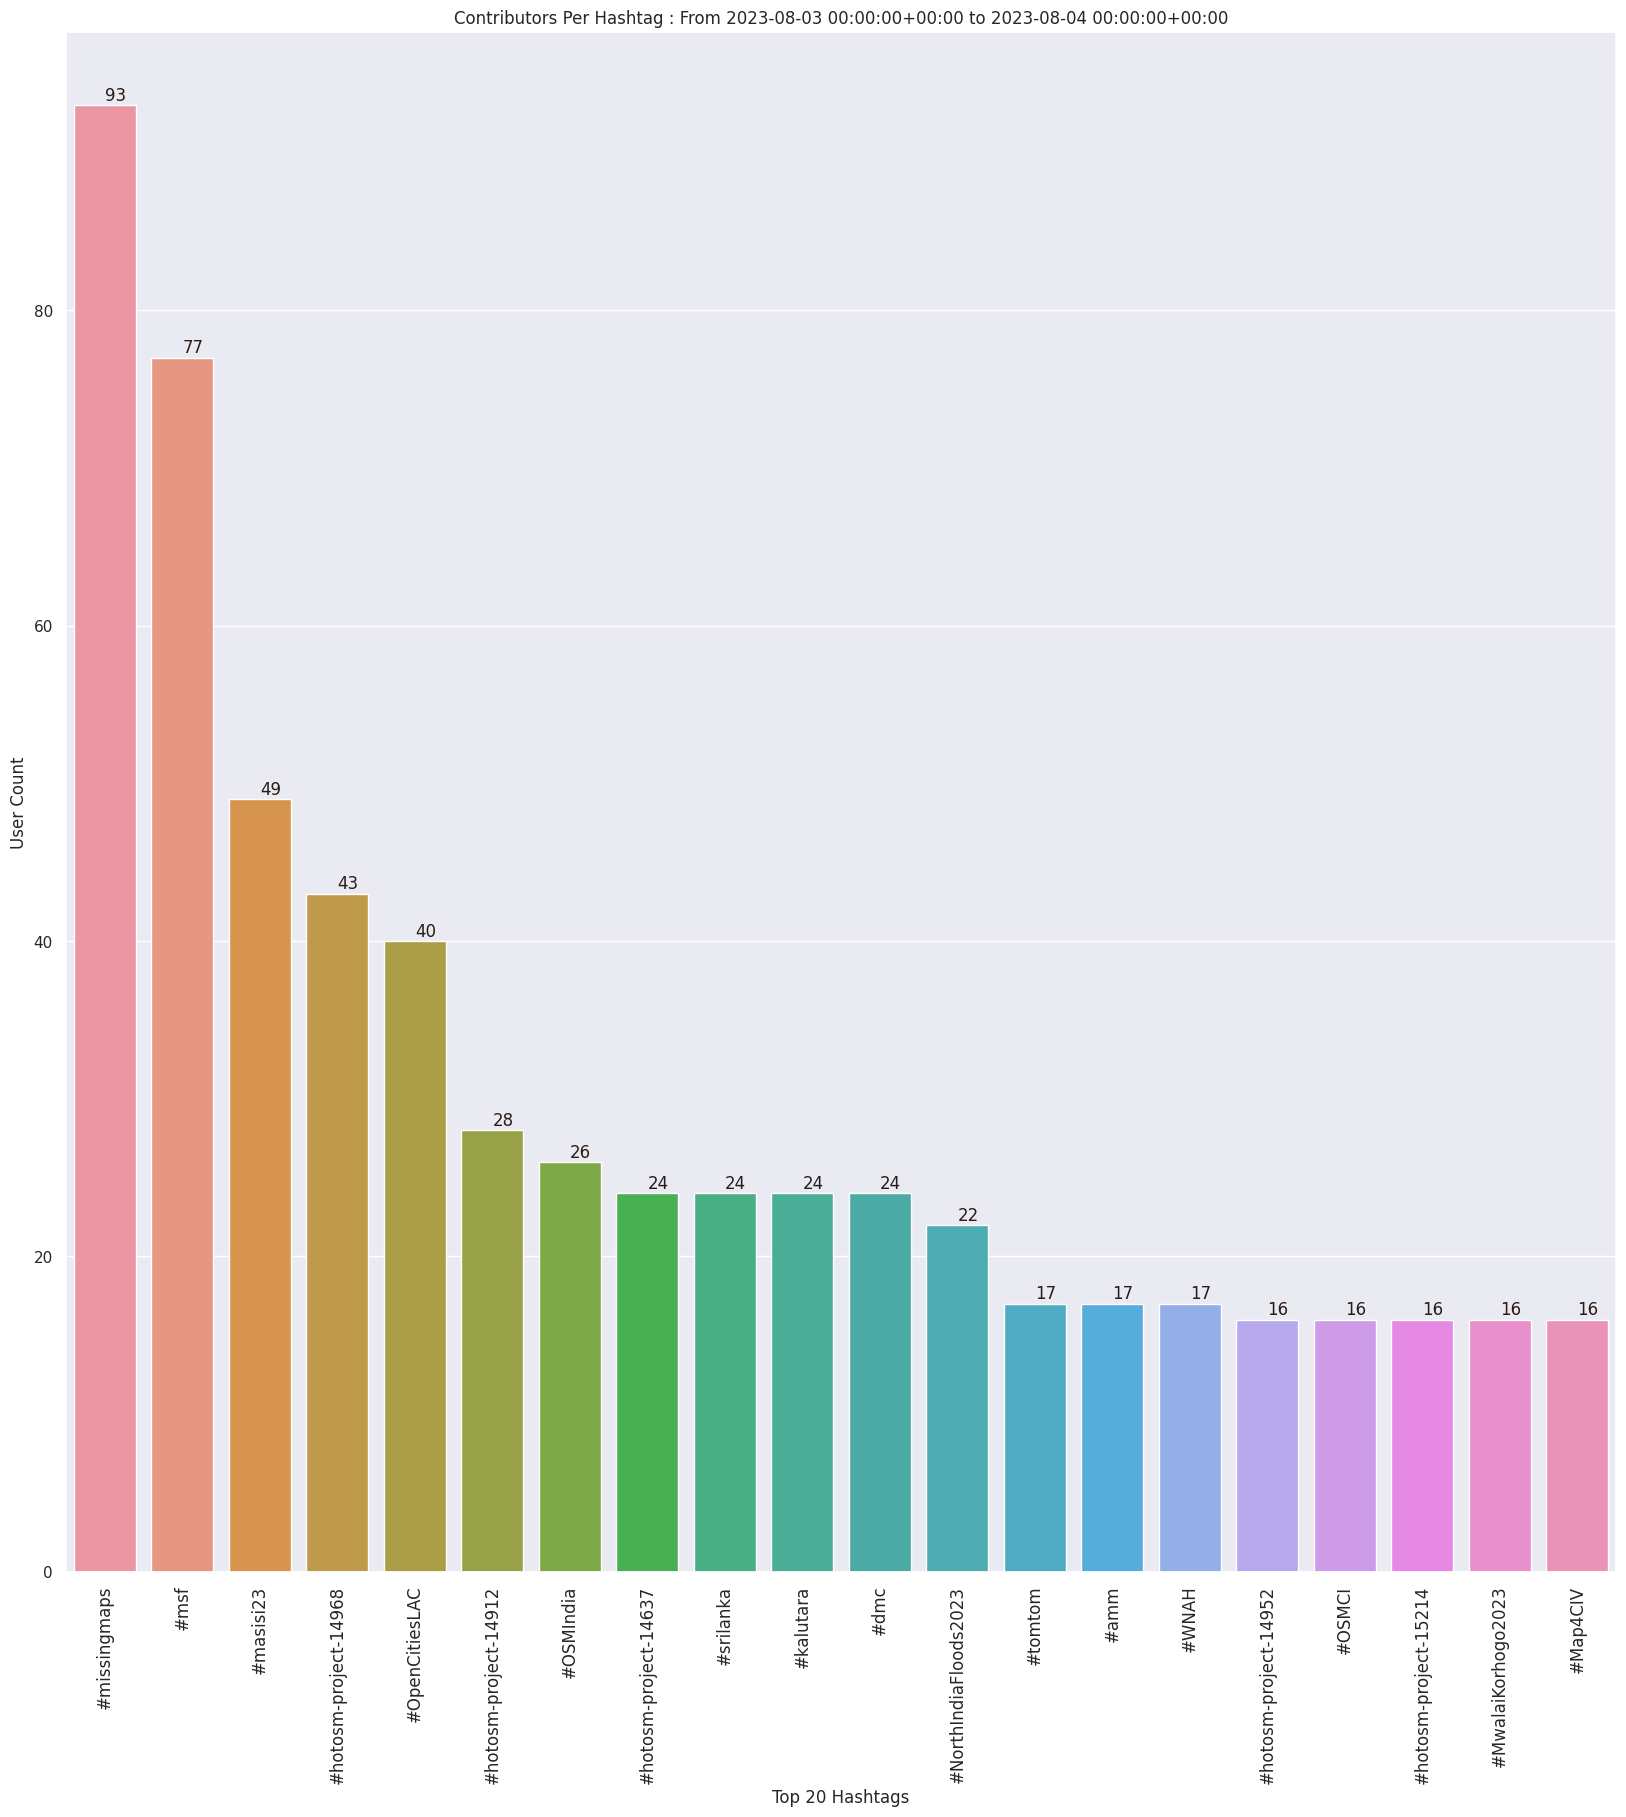 Contributors Per Hashtag : From 2023-08-03 00:00:00+00:00 to 2023-08-04 00:00:00+00:00
User Count
80
60
40
20
0
93
77
49
43
40
28
26
24
24
24
24
22
17
17
17
16
16
16
16
16
#missingmaps
#msf
#masisi23
#hotosm-project-14968
#OpenCitiesLAC
#hotosm-project-14912
#OSMIndia
#hotosm-project-14637
#srilanka
#kalutara
#dmc
#NorthIndiaFloods2023
#tomtom
#amm
#WNAH
#hotosm-project-14952
#OSMCI
#hotosm-project-15214
#MwalaiKorhogo2023
#Map4CIV
Top 20 Hashtags